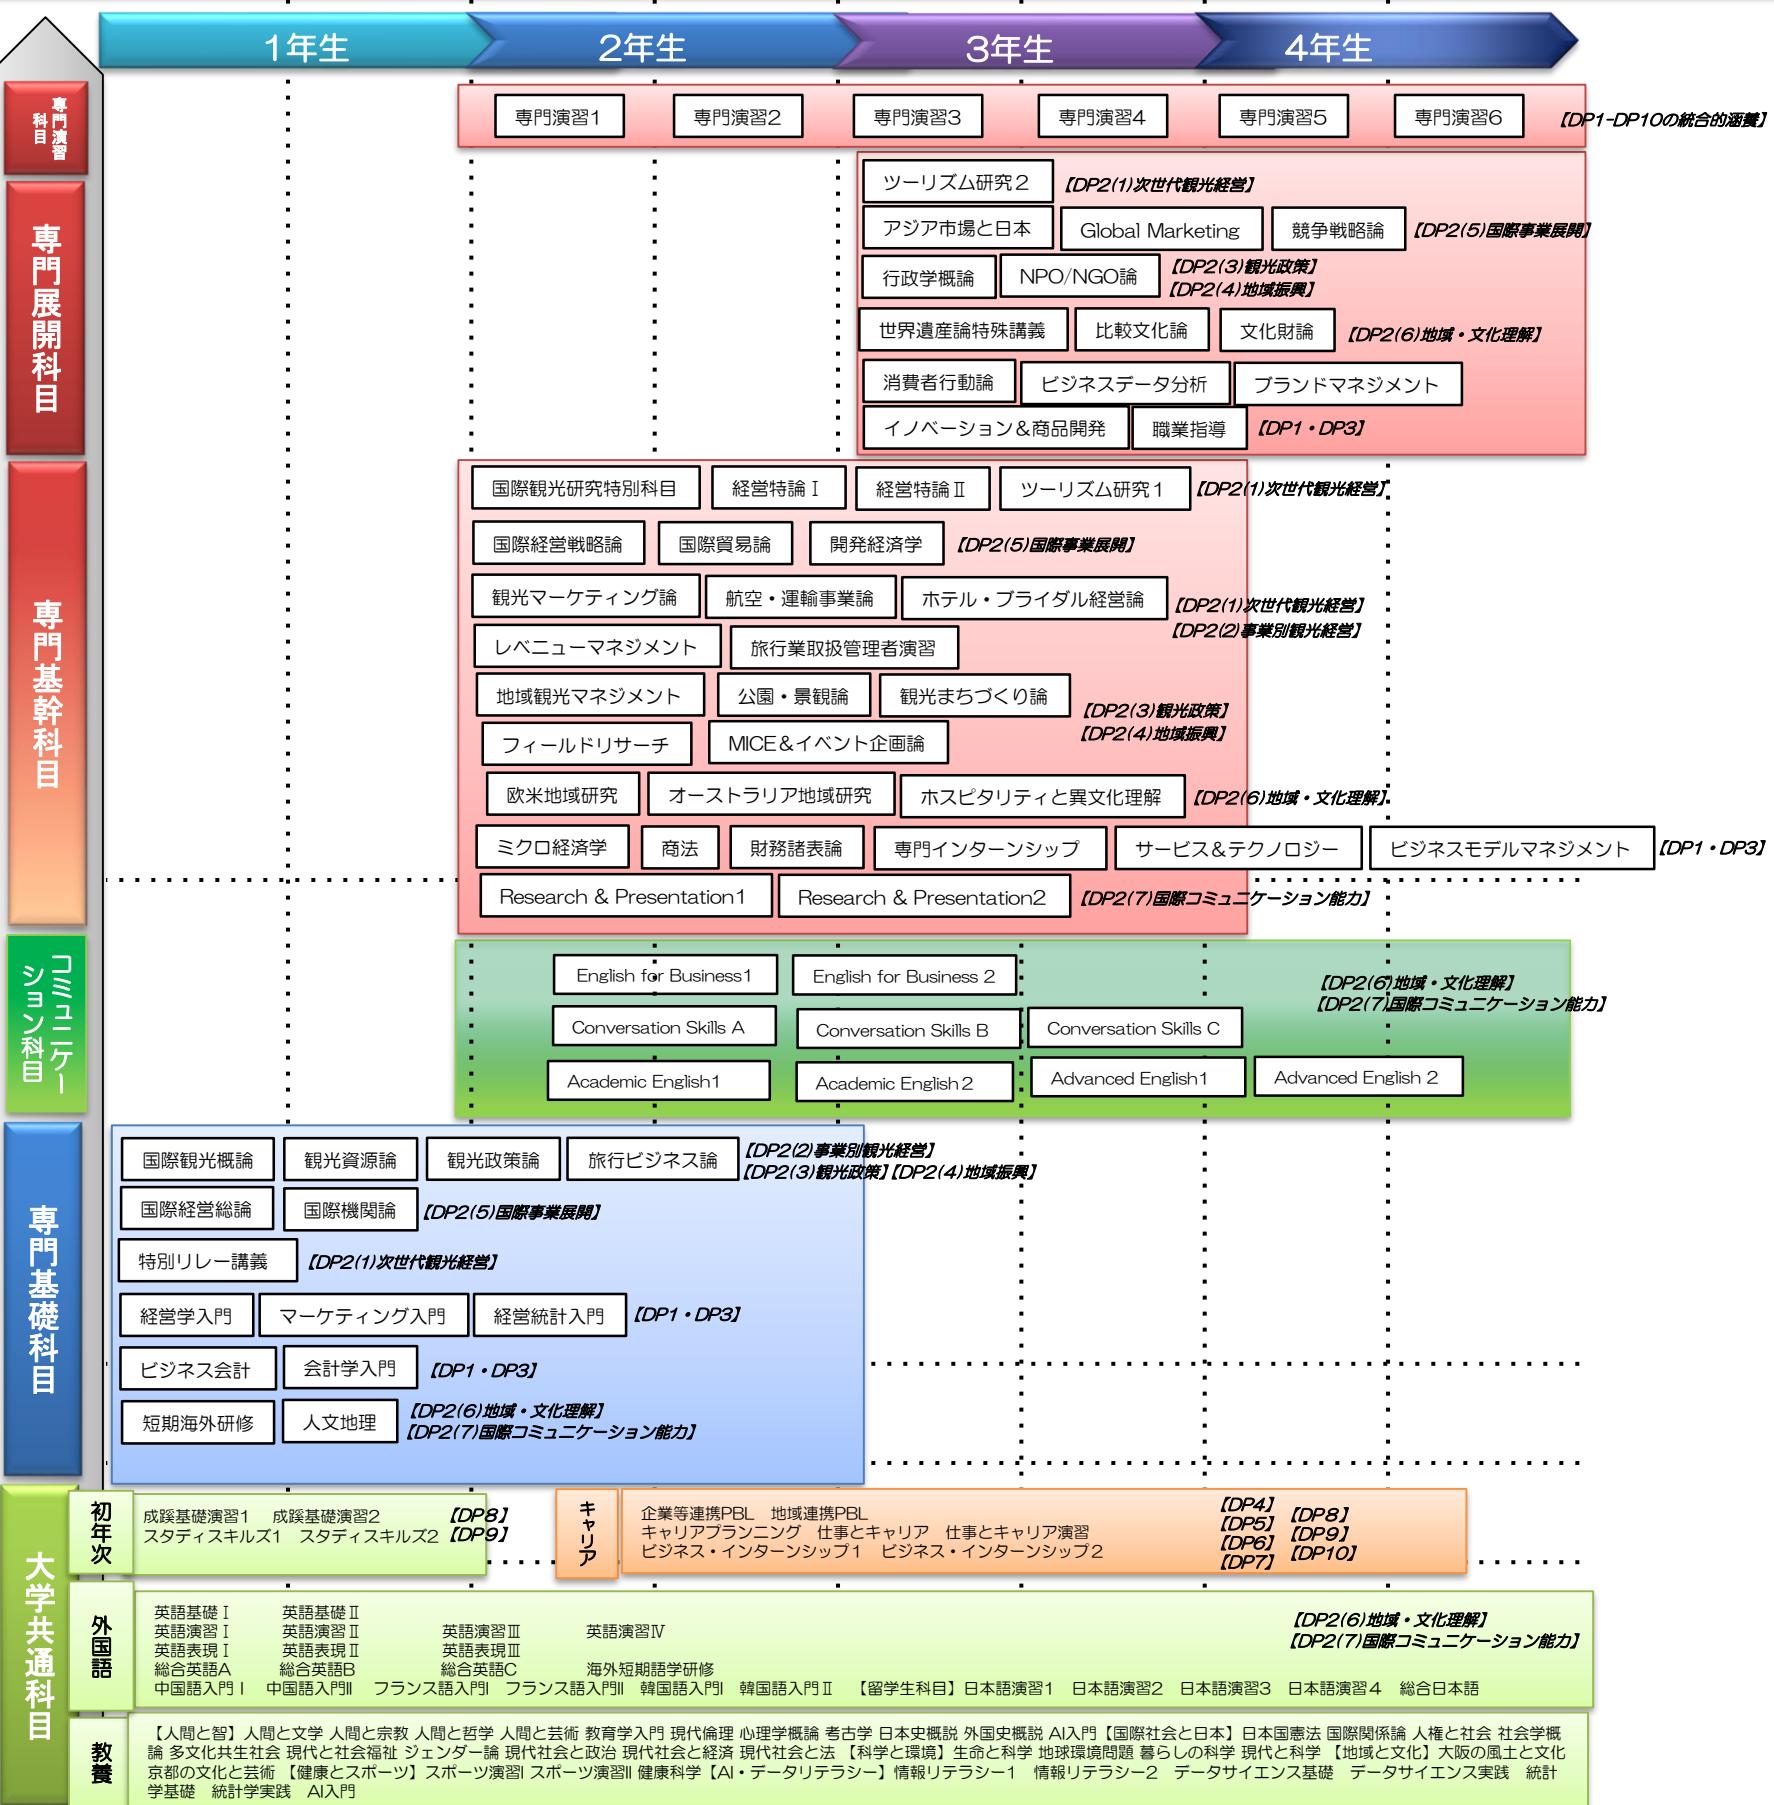 1年生
2年生
3年生
4年生
専門演習
科目
専門演習1
専門演習2
専門演習3
専門演習4
専門演習5
専門演習6
【DP1-DP10の統合的涵養】
専門展開科目
ツーリズム研究２
【DP2(1)次世代観光経営】
アジア市場と日本
Global Marketing
競争戦略論
【DP2(5)国際事業展開】
行政学概論
NPO/NGO論
【DP2(3)観光政策】
【DP2(4)地域振興】
世界遺産論特殊講義
比較文化論
文化財論
【DP2(6)地域・文化理解】
消費者行動論
ビジネスデータ分析
ブランドマネジメント
イノベーション＆商品開発
職業指導
【DP1・DP3】
専門基幹科目
国際観光研究特別科目
経営特論Ⅰ
経営特論Ⅱ
ツーリズム研究１
【DP2(1)次世代観光経営】
国際経営戦略論
国際貿易論
開発経済学
【DP2(5)国際事業展開】
観光マーケティング論
航空・運輸事業論
ホテル・ブライダル経営論
【DP2(1)次世代観光経営】
【DP2(2)事業別観光経営】
レベニューマネジメント
旅行業取扱管理者演習
地域観光マネジメント
公園・景観論
観光まちづくり論
【DP2(3)観光政策】
【DP2(4)地域振興】
フィールドリサーチ
MICE＆イベント企画論
欧米地域研究
オーストラリア地域研究
ホスピタリティと異文化理解
【DP2(6)地域・文化理解】
ミクロ経済学
商法
財務諸表論
専門インターンシップ
サービス＆テクノロジー
ビジネスモデルマネジメント
【DP1・DP3】
Research & Presentation1
Research & Presentation2
【DP2(7)国際コミュニケーション能力】
コミュニケー
ション科目
English for Business1
English for Business 2
【DP2(6)地域・文化理解】
【DP2(7)国際コミュニケーション能力】
Conversation Skills A
Conversation Skills B
Conversation Skills C
Academic English1
Academic English2
Advanced English1
Advanced English 2
専門基礎科目
国際観光概論
観光資源論
観光政策論
旅行ビジネス論
【DP2(2)事業別観光経営】
【DP2(3)観光政策】【DP2(4)地域振興】
国際経営総論
国際機関論
【DP2(5)国際事業展開】
特別リレー講義
【DP2(1)次世代観光経営】
経営学入門
マーケティング入門
経営統計入門
【DP1・DP3】
ビジネス会計
会計学入門
【DP1・DP3】
短期海外研修
人文地理
【DP2(6)地域・文化理解】
【DP2(7)国際コミュニケーション能力】
大学共通科目
初年次
成蹊基礎演習1　成蹊基礎演習2
スタディスキルズ1　スタディスキルズ2
【DP8】
【DP9】
キャリア
企業等連携PBL　地域連携PBL
キャリアプランニング　仕事とキャリア　仕事とキャリア演習
ビジネス・インターンシップ１　ビジネス・インターンシップ２
【DP4】
【DP5】
【DP6】
【DP7】
【DP8】
【DP9】
【DP10】
外国語
英語基礎Ⅰ　英語基礎Ⅱ
英語演習Ⅰ　英語演習Ⅱ　英語演習Ⅲ　英語演習Ⅳ
英語表現Ⅰ　英語表現Ⅱ　英語表現Ⅲ
総合英語A　総合英語B　総合英語C　海外短期語学研修
中国語入門Ⅰ　中国語入門Ⅱ　フランス語入門Ⅰ　フランス語入門Ⅱ　韓国語入門Ⅰ　韓国語入門Ⅱ　【留学生科目】日本語演習1　日本語演習2　日本語演習3　日本語演習４　総合日本語
【DP2(6)地域・文化理解】
【DP2(7)国際コミュニケーション能力】
教養
【人間と智】人間と文学 人間と宗教 人間と哲学 人間と芸術 教育学入門 現代倫理 心理学概論 考古学 日本史概説 外国史概説 AI入門【国際社会と日本】日本国憲法 国際関係論 人権と社会 社会学概
論 多文化共生社会 現代と社会福祉 ジェンダー論 現代社会と政治 現代社会と経済 現代社会と法 【科学と環境】生命と科学 地球環境問題 暮らしの科学 現代と科学 【地域と文化】大阪の風土と文化
京都の文化と芸術 【健康とスポーツ】スポーツ演習Ⅰ スポーツ演習Ⅱ 健康科学【AI・データリテラシー】情報リテラシー1　情報リテラシー2　データサイエンス基礎　データサイエンス実践　統計
学基礎　統計学実践　AI入門